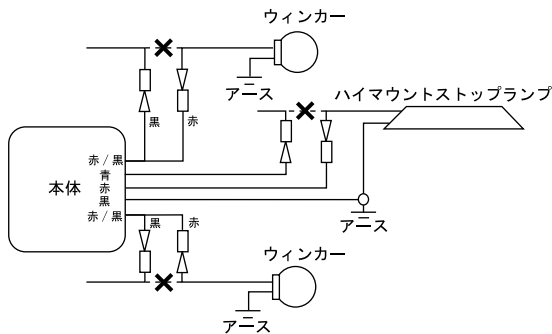 ウィンカー
アース
ハイマウントストップランプ
黒
赤
本体
赤 / 黒
青
赤
黒
赤 / 黒
アース
黒
赤
ウィンカー
アース